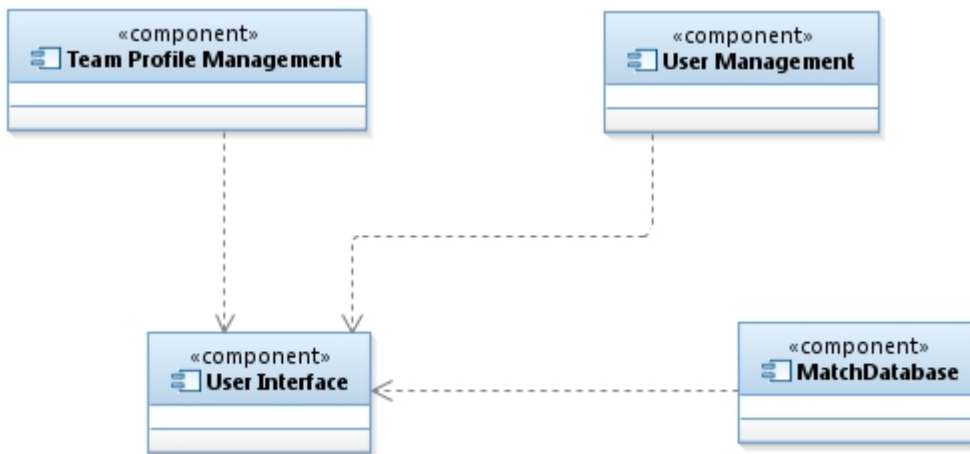 «component»
Team Profile Management
«component»
User Management
«component»
User Interface
«component»
MatchDatabase